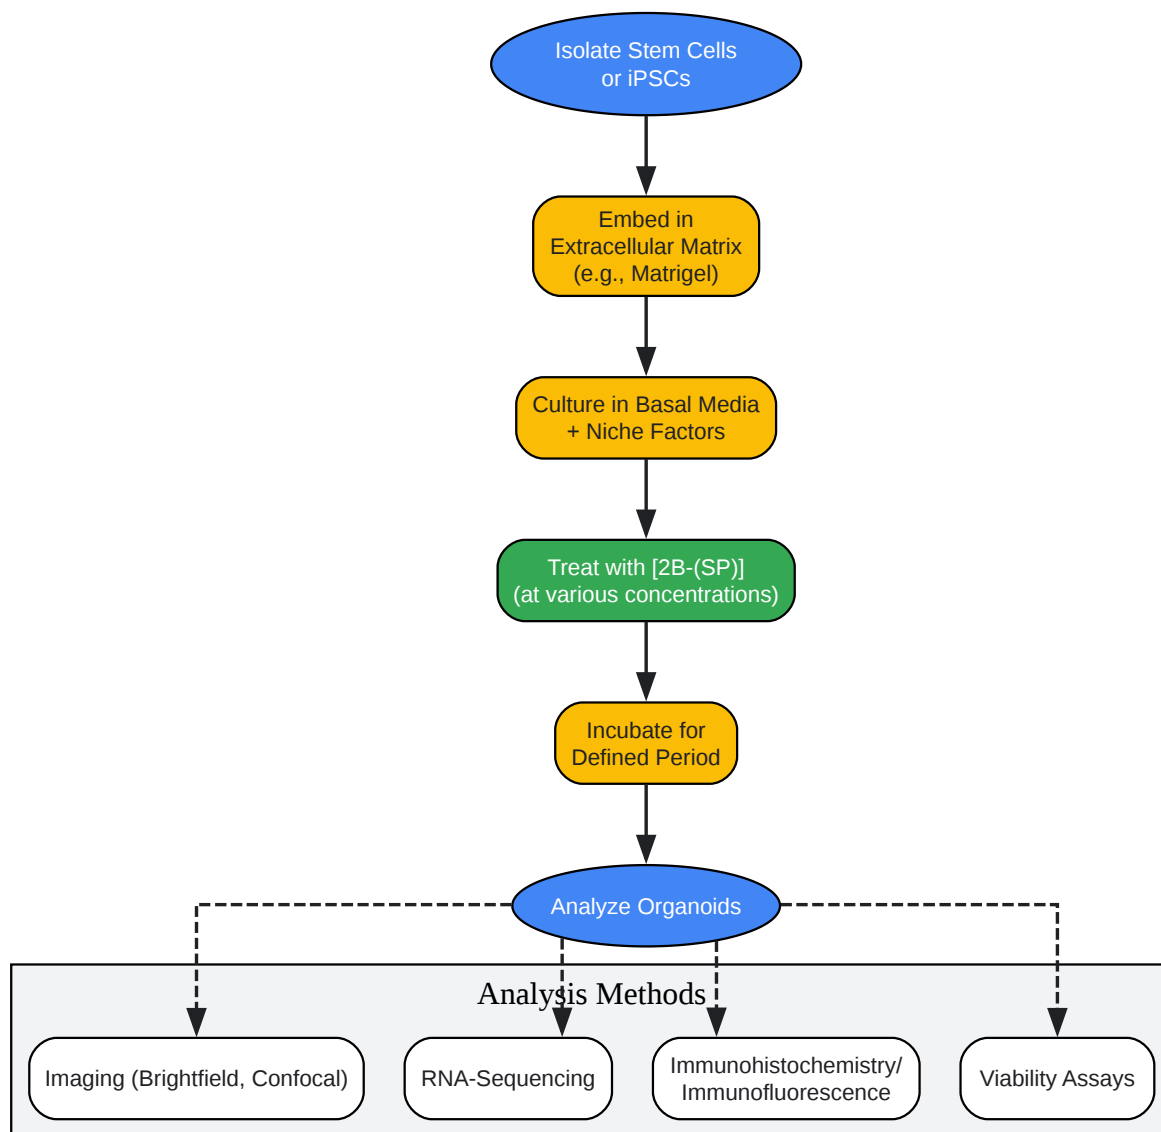 Isolate Stem Cells
or iPSCs
Embed in
Extracellular Matrix
(e.g., Matrigel)
Culture in Basal Media
+ Niche Factors
Treat with [2B-(SP)]
(at various concentrations)
Incubate for
Defined Period
Analyze Organoids
Analysis Methods
Imaging (Brightfield, Confocal)
RNA-Sequencing
Immunohistochemistry/
Immunofluorescence
Viability Assays